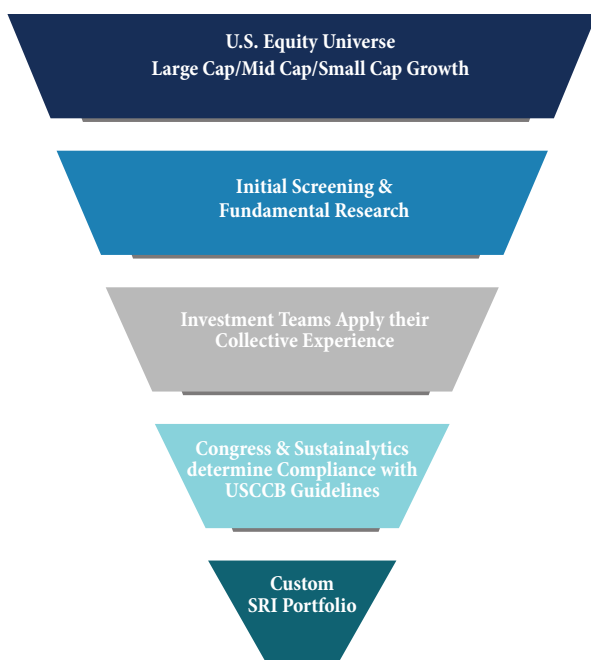 U.S. Equity Universe
Large Cap/Mid Cap/Small Cap Growth
Initial Screening &
Fundamental Research
Investment Teams Apply their
Collective Experience
Congress & Sustainalytics
determine Compliance with
USCCB Guidelines
Custom
SRI Portfolio